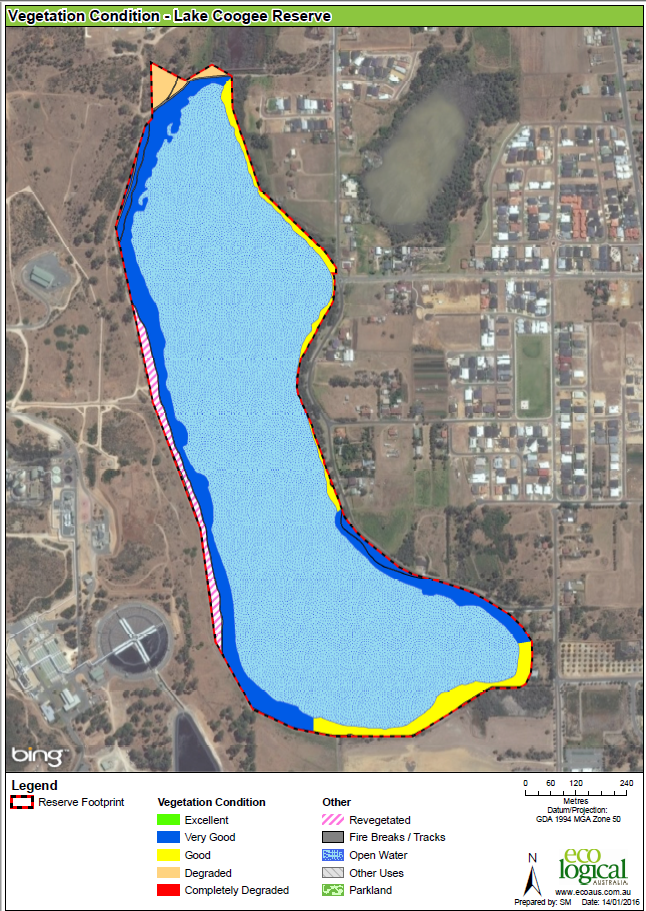 Vegetation Condition - Lake Coogee Reserve
bing™
Legend
Reserve Footprint
Vegetation Condition
Excellent
Very Good
Good
Degraded
Completely Degraded
Other
Revegetated
Fire Breaks / Tracks
Open Water
Other Uses
Parkland
0 60 120 240
Metres
Datum/Projection:
GDA 1994 MGA Zone 50
N
eco
logical
AUSTRALIA
www.ecoaus.com.au
Prepared by: SM Date: 14/01/2016